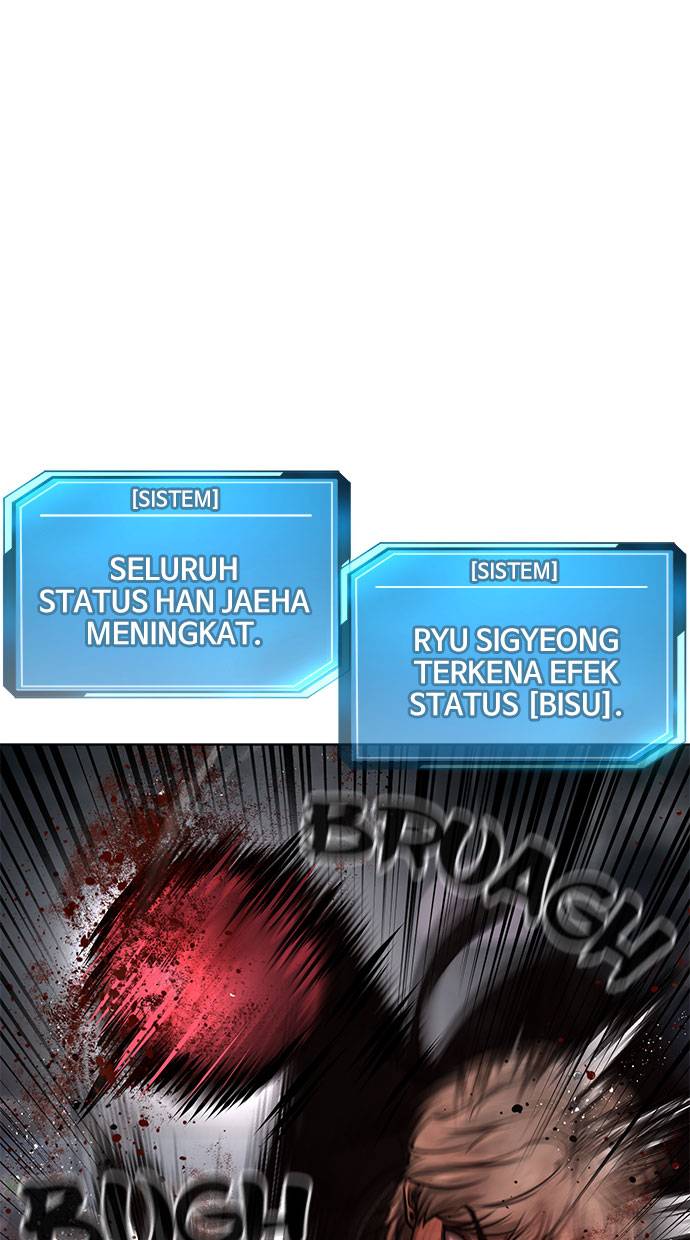 [SISTEM]
SELURUH
STATUS HAN JAEHA
MENINGKAT.
[SISTEM]
RYU SIGYEONG
TERKENA EFEK
STATUS [BISU].
BRUAGH
BUGH